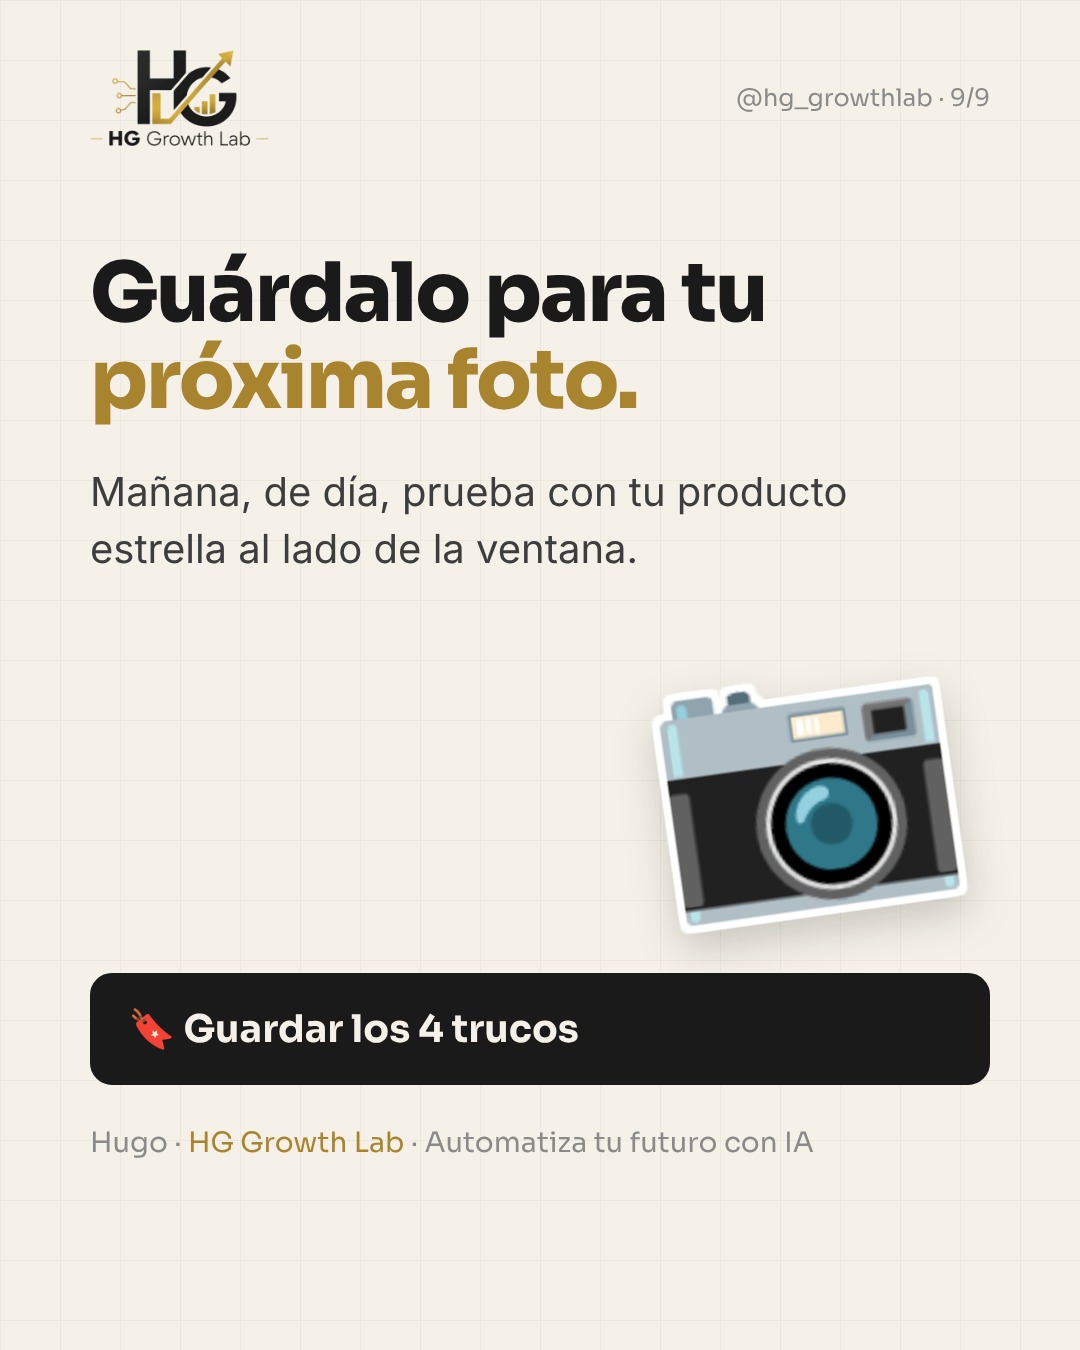 HG
HG Growth Lab
@hg_growthlab · 9/9
Guárdalo para tu
próxima foto.
Mañana, de día, prueba con tu producto
estrella al lado de la ventana.
Guardar los 4 trucos
Hugo · HG Growth Lab · Automatiza tu futuro con IA